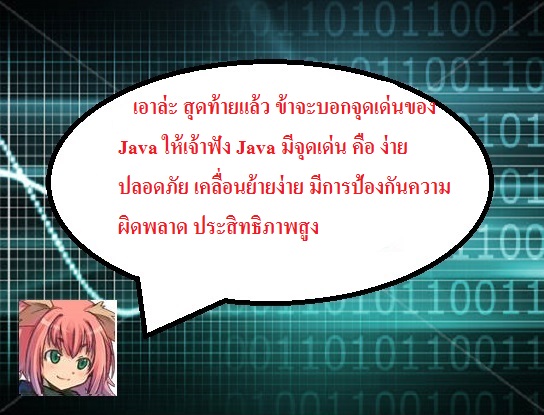 เอาล่ะ สุดท้ายแล้ว ข้าจะบอกจุดเด่นของ
Java ให้เจ้าฟัง Java มีจุดเด่น คือ ง่าย
ปลอดภัย เคลื่อนย้ายง่าย มีการป้องกันความ
ผิดพลาด ประสิทธิภาพสูง